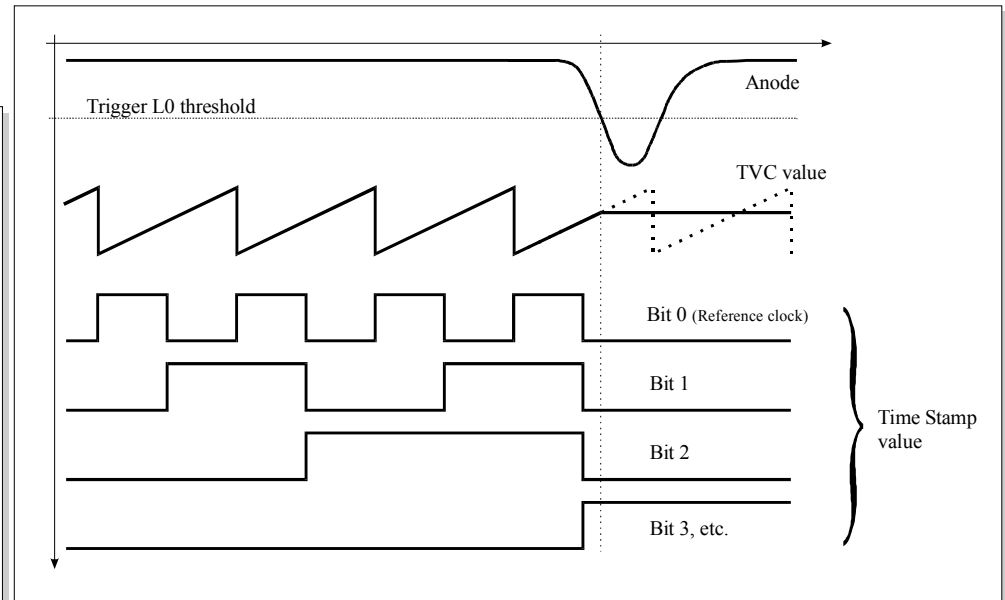 Anode
Trigger L0 threshold
TVC value
Bit 0 (Reference clock)
Bit 1
Time Stamp
value
Bit 2
Bit 3, etc.